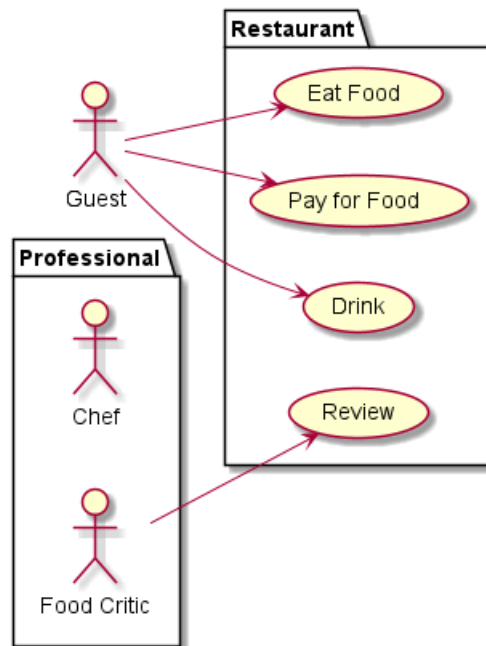 Restaurant
Eat Food
Guest
Pay for Food
Professional
Drink
Chef
Review
Food Critic